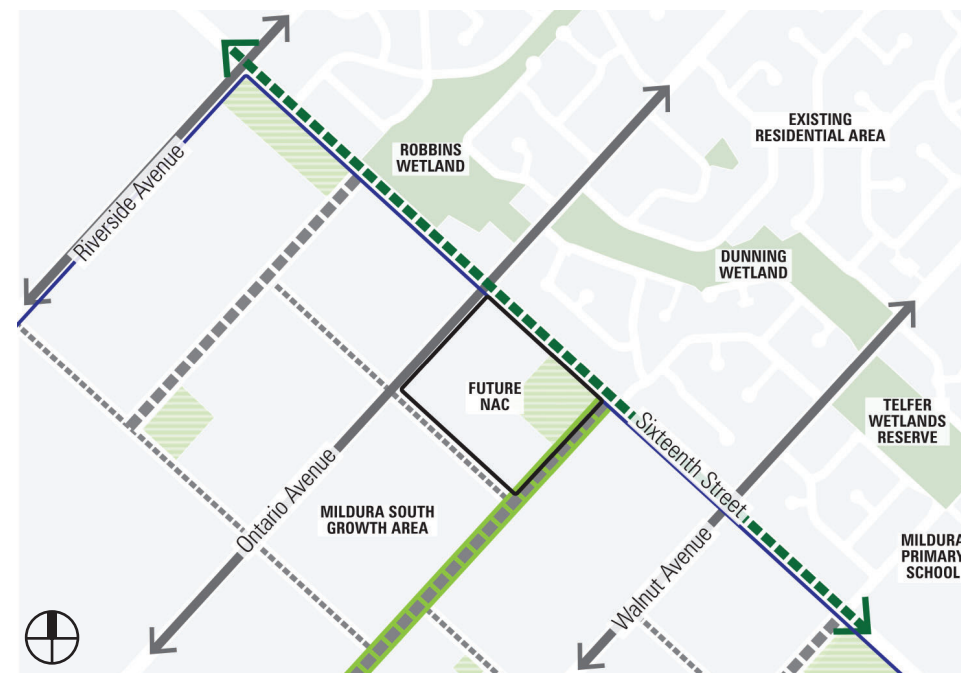 EXISTING
RESIDENTIAL AREA
ROBBINS
WETLAND
Riverside Avenue
DUNNING
WETLAND
FUTURE
NAC
TELFER
WETLANDS
RESERVE
Sixteenth Street
Ontario Avenue
MILDURA SOUTH
GROWTH AREA
Walnut Avenue
MILDURA
PRIMARY
SCHOOL